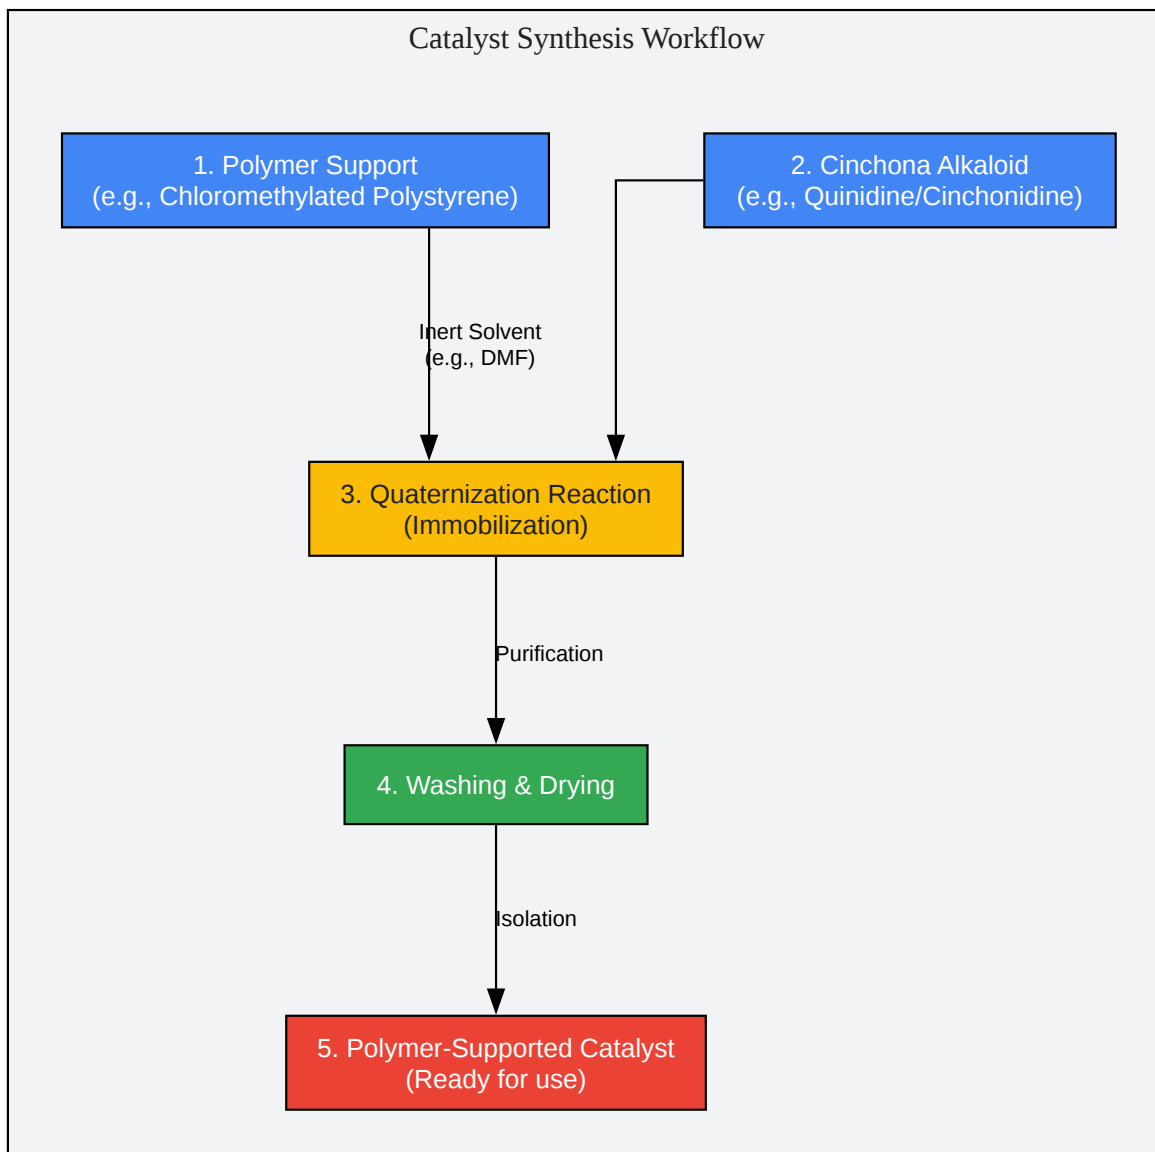 Catalyst Synthesis Workflow
1. Polymer Support
(e.g., Chloromethylated Polystyrene)
2. Cinchona Alkaloid
(e.g., Quinidine/Cinchonidine)
Inert Solvent
(e.g., DMF)
3. Quaternization Reaction
(Immobilization)
Purification
4. Washing & Drying
Isolation
5. Polymer-Supported Catalyst
(Ready for use)